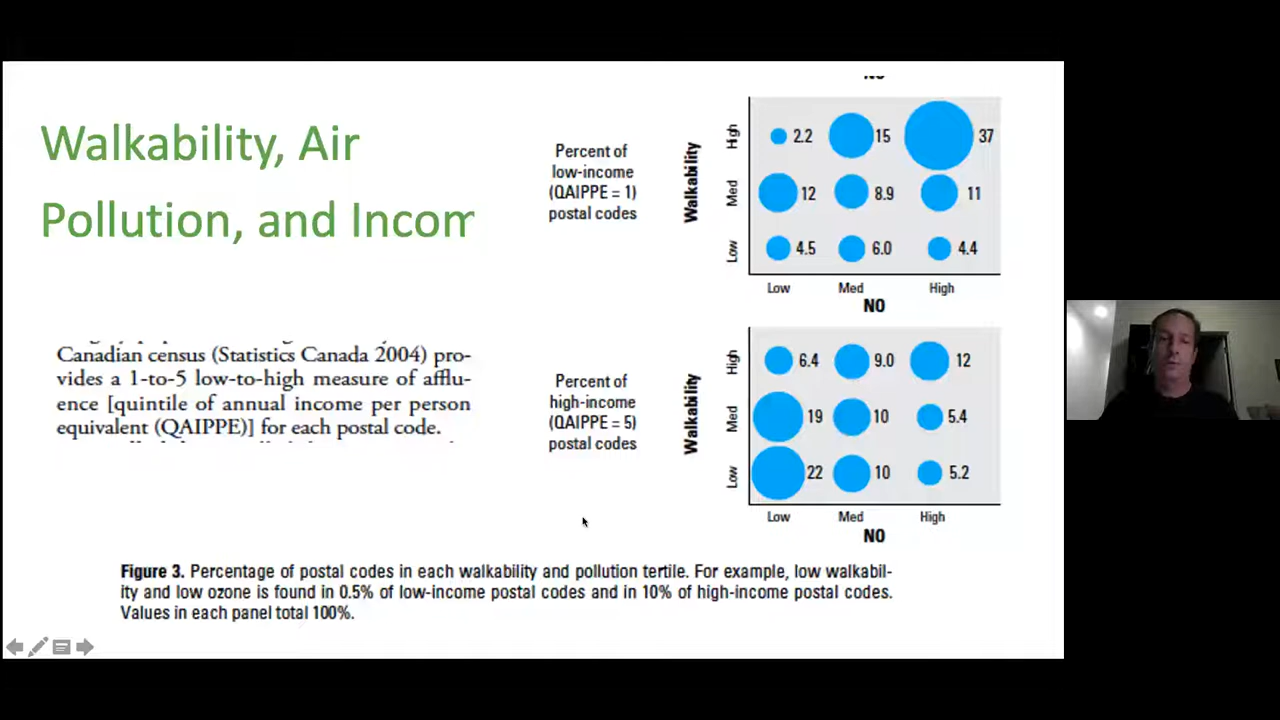 Walkability, Air
Pollution, and Incom
Canadian census (Statistics Canada 2004) pro-
vides a 1-to-5 low-to-high measure of afflu-
ence [quintile of annual income per person
equivalent (QAIPPE)] for each postal code.
Percent of
low-income
(QAIPPE = 1)
postal codes
Walkability
High
2.2
15
37
Med
12
8.9
11
Low
4.5
6.0
4.4
Low
Med
High
NO
Percent of
high-income
(QAIPPE = 5)
postal codes
Walkability
High
6.4
9.0
12
Med
19
10
5.4
Low
22
10
5.2
Low
Med
High
NO
Figure 3. Percentage of postal codes in each walkability and pollution tertile. For example, low walkabil-
ity and low ozone is found in 0.5% of low-income postal codes and in 10% of high-income postal codes.
Values in each panel total 100%.